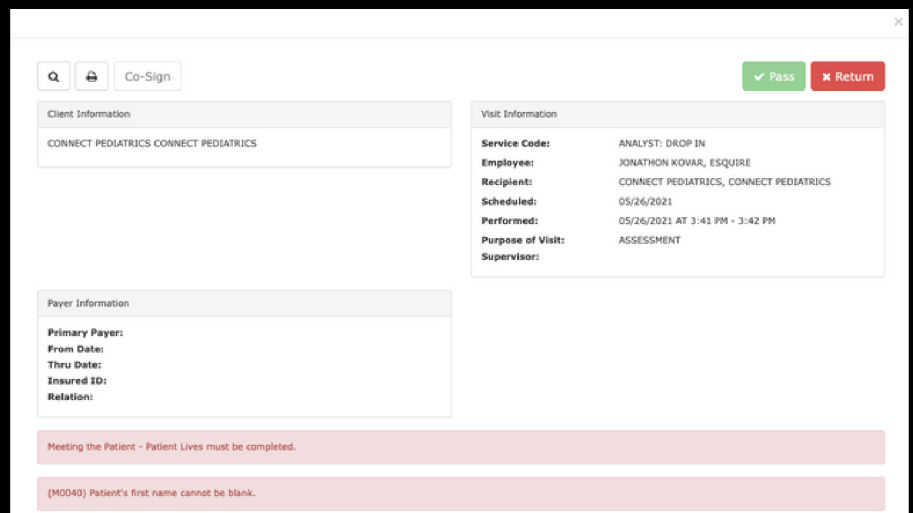 ×
Co-Sign
Pass
Return
Client Information
CONNECT PEDIATRICS CONNECT PEDIATRICS
Visit Information
Service Code: ANALYST: DROP IN
Employee: JONATHON KOVAR, ESQUIRE
Recipient: CONNECT PEDIATRICS, CONNECT PEDIATRICS
Scheduled: 05/26/2021
Performed: 05/26/2021 AT 3:41 PM - 3:42 PM
Purpose of Visit: ASSESSMENT
Supervisor:
Payer Information
Primary Payer:
From Date:
Thru Date:
Insured ID:
Relation:
Meeting the Patient - Patient Lives must be completed.
(M0040) Patient's first name cannot be blank.